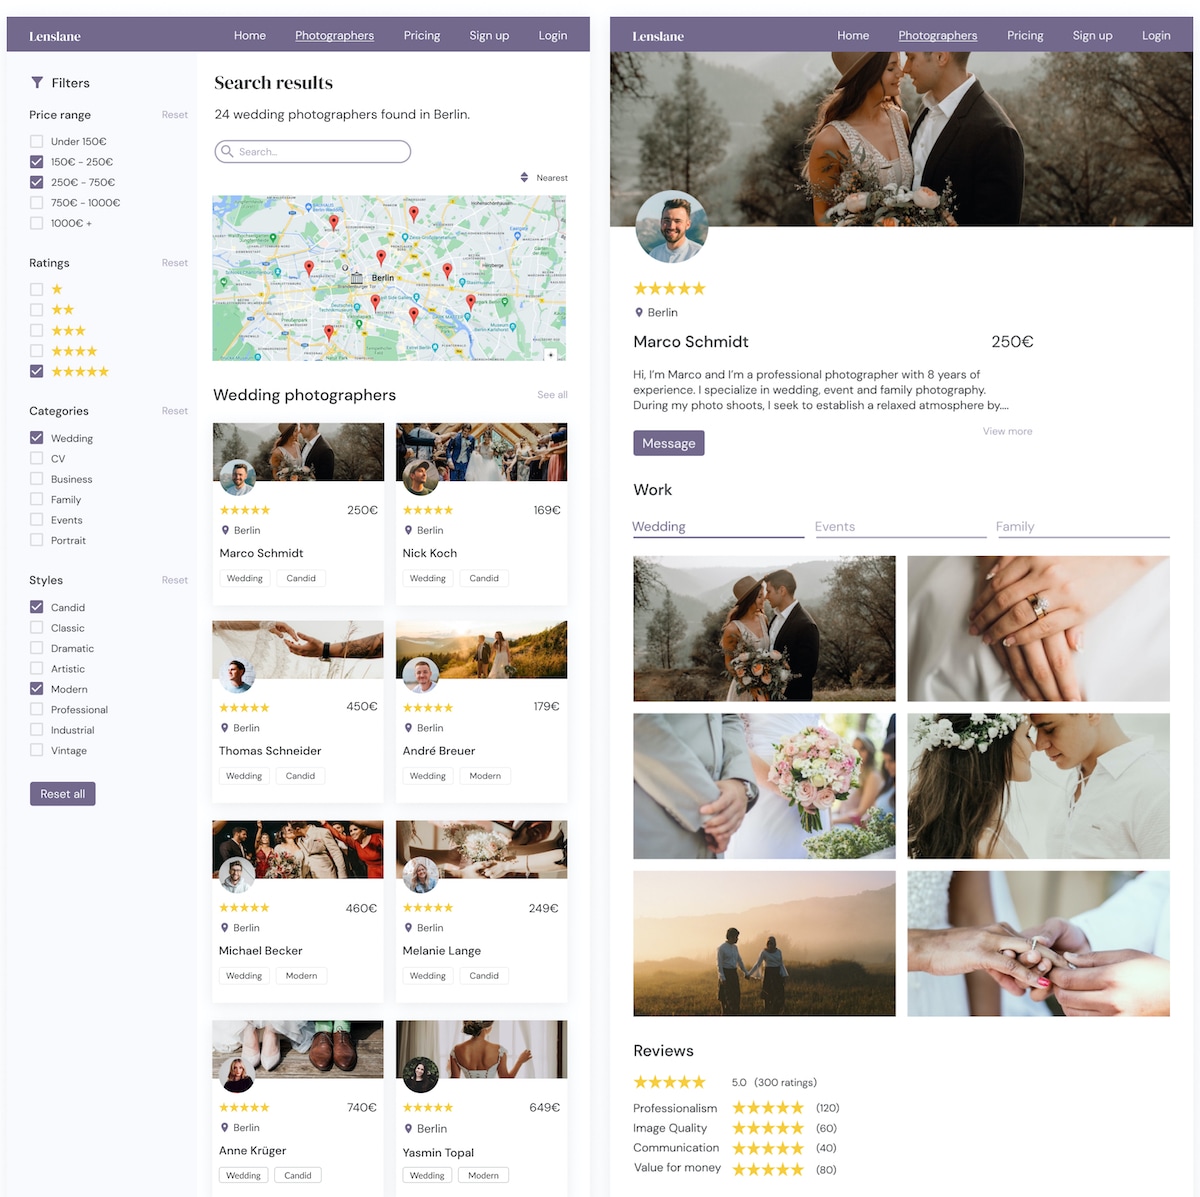 Lenslane
Home
Photographers
Pricing
Sign up
Login
Filters
Price range
Reset
Under 150€
150€ - 250€
250€ - 750€
750€ - 1000€
1000€ +
Ratings
Reset
Categories
Reset
Wedding
CV
Business
Family
Events
Portrait
Styles
Reset
Candid
Classic
Dramatic
Artistic
Modern
Professional
Industrial
Vintage
Reset all
Search results
24 wedding photographers found in Berlin.
Search...
Nearest
Berlin
Wedding photographers
See all
250€
Berlin
Marco Schmidt
Wedding
Candid
169€
Berlin
Nick Koch
Wedding
Candid
450€
Berlin
Thomas Schneider
Wedding
Candid
179€
Berlin
André Breuer
Wedding
Modern
460€
Berlin
Michael Becker
Wedding
Modern
249€
Berlin
Melanie Lange
Wedding
Candid
740€
Berlin
Anne Krüger
Wedding
Candid
649€
Berlin
Yasmin Topal
Wedding
Modern
Lenslane
Home
Photographers
Pricing
Sign up
Login
Berlin
Marco Schmidt
250€
Hi, I'm Marco and I'm a professional photographer with 8 years of
experience. I specialize in wedding, event and family photography.
During my photo shoots, I seek to establish a relaxed atmosphere by....
View more
Message
Work
Wedding
Events
Family
Reviews
5.0 (300 ratings)
Professionalism (120)
Image Quality (60)
Communication (40)
Value for money (80)